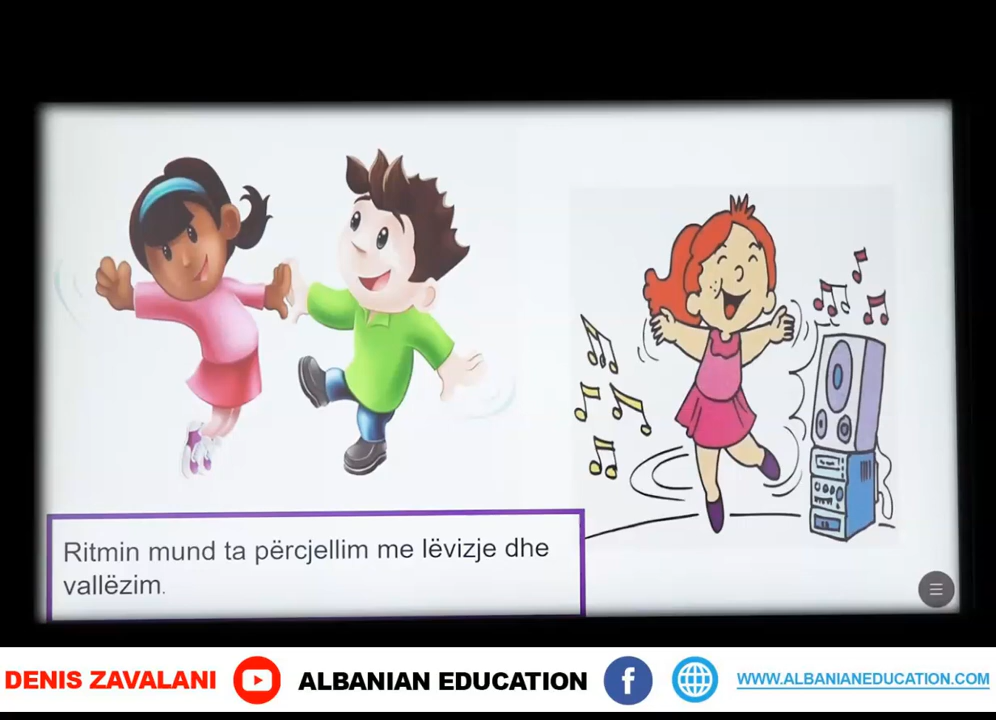 Ritmin mund ta përcjellim me lëvizje dhe
vallëzim.
DENIS ZAVALANI
ALBANIAN EDUCATION
WWW.ALBANIANEDUCATION.COM